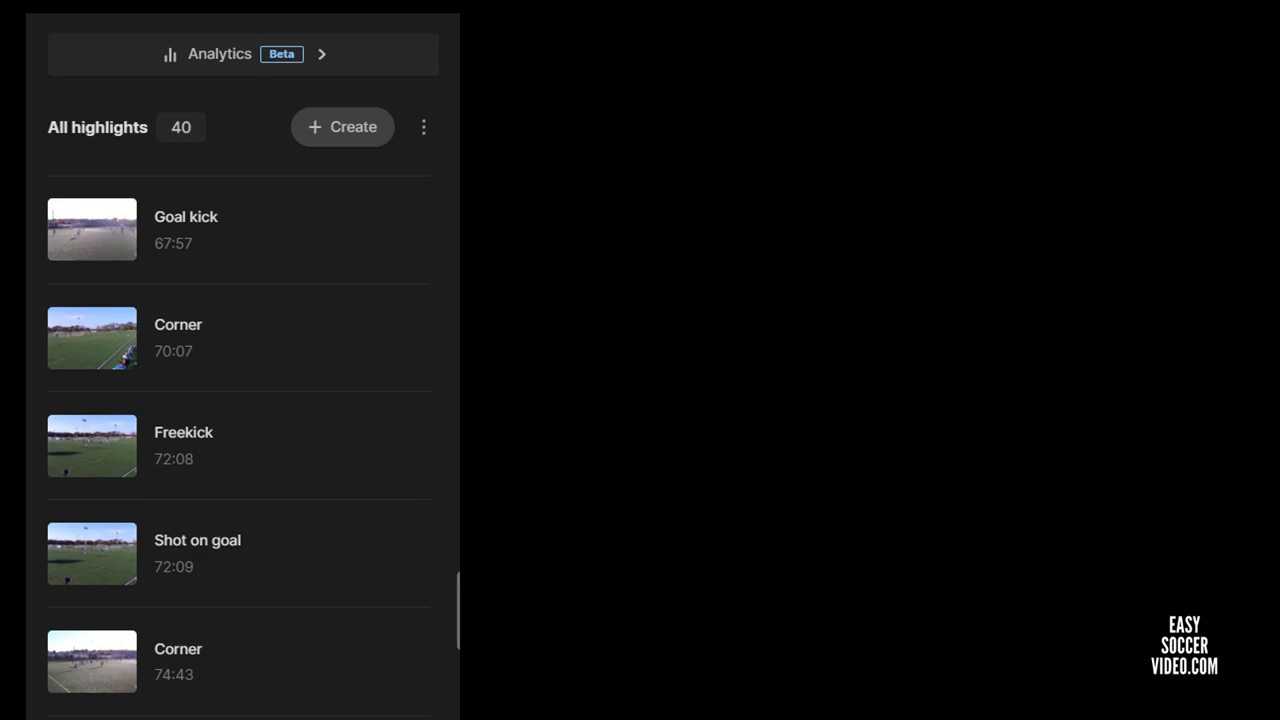 Analytics Beta
All highlights 40 + Create
Goal kick
67:57
Corner
70:07
Freekick
72:08
Shot on goal
72:09
Corner
74:43
EASY
SOCCER
VIDEO.COM